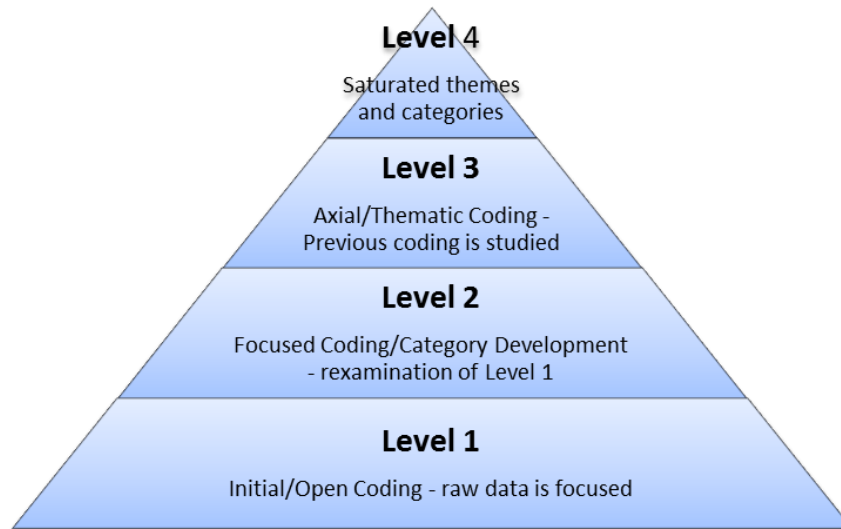 Level 4
Saturated themes
and categories
Level 3
Axial/Thematic Coding -
Previous coding is studied
Level 2
Focused Coding/Category Development
- rexamination of Level 1
Level 1
Initial/Open Coding - raw data is focused